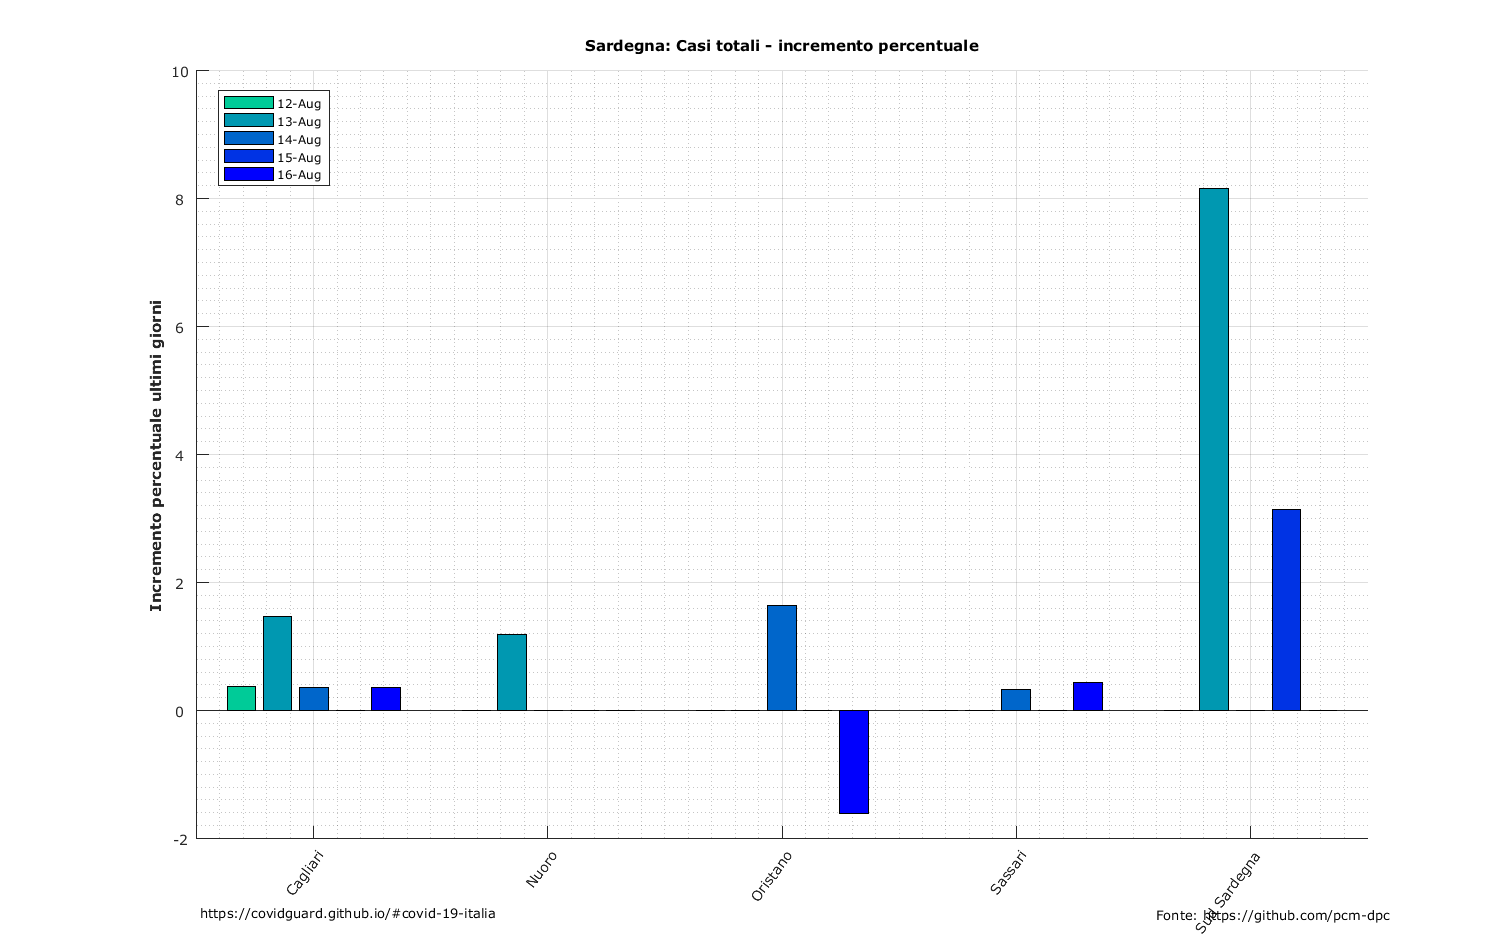 Sardegna: Casi totali - incremento percentuale
10
8
6
4
2
0
-2
12-Aug
13-Aug
14-Aug
15-Aug
16-Aug
Incremento percentuale ultimi giorni
Cagliari
Nuoro
Oristano
Sassari
Sud Sardegna
https://covidguard.github.io/#covid-19-italia
Fonte: https://github.com/pcm-dpc